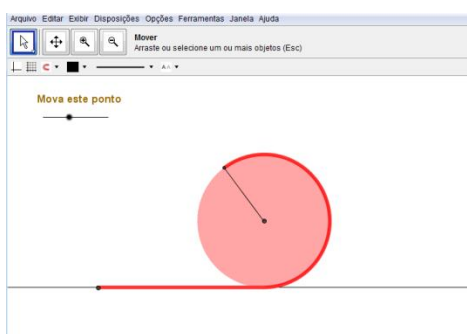 Arquivo Editar Exibir Disposições Opções Ferramentas Janela Ajuda
Mover
Arraste ou selecione um ou mais objetos (Esc)
Mova este ponto